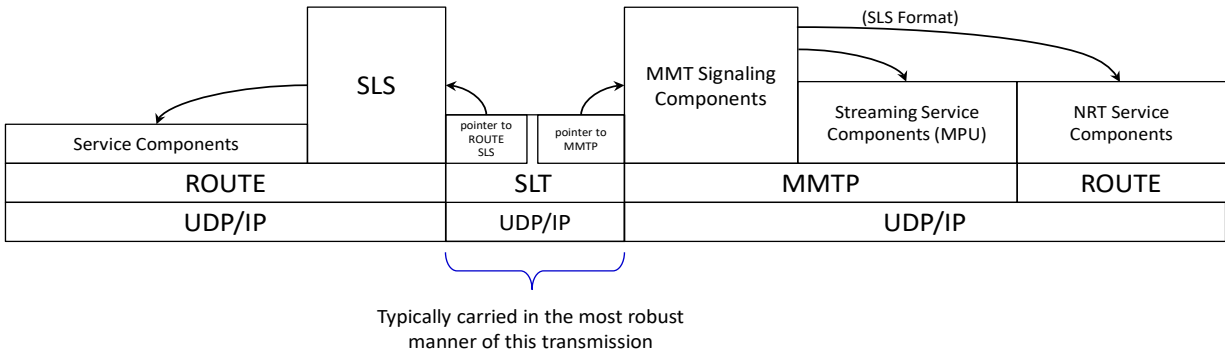 (SLS Format)
SLS
MMT Signaling
Components
Service Components
pointer to
ROUTE
SLS
pointer to
MMTP
Streaming Service
Components (MPU)
NRT Service
Components
ROUTE
SLT
MMTP
ROUTE
UDP/IP
UDP/IP
UDP/IP
Typically carried in the most robust
manner of this transmission